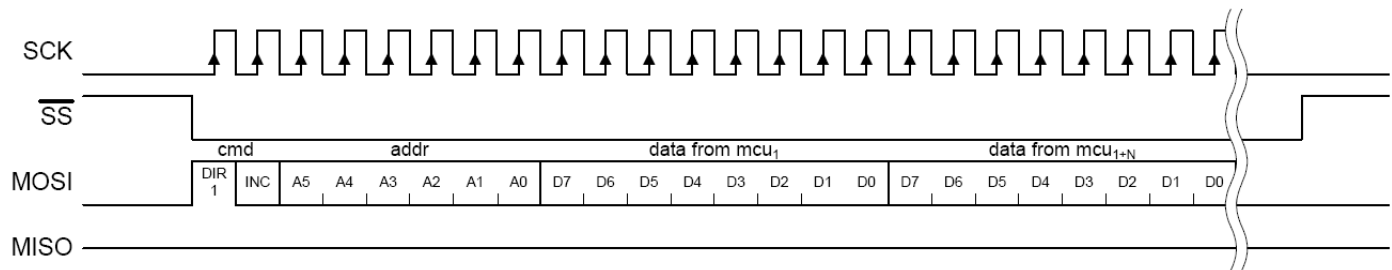 SCK
SS
cmd addr data from mcu1 data from mcu1+N
MOSI DIR 1 INC A5 A4 A3 A2 A1 A0 D7 D6 D5 D4 D3 D2 D1 D0 D7 D6 D5 D4 D3 D2 D1 D0
MISO